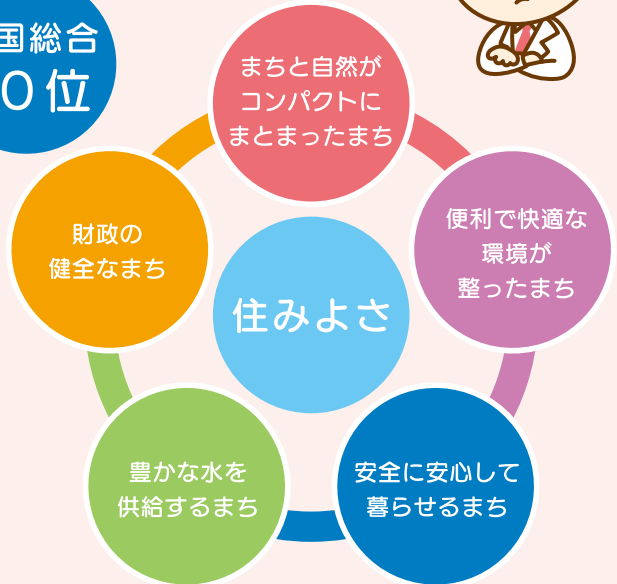 国総合
0位
まちと自然が
コンパクトに
まとまったまち
便利で快適な
環境が
整ったまち
財政の
健全なまち
住みよさ
豊かな水を
供給するまち
安全に安心して
暮らせるまち